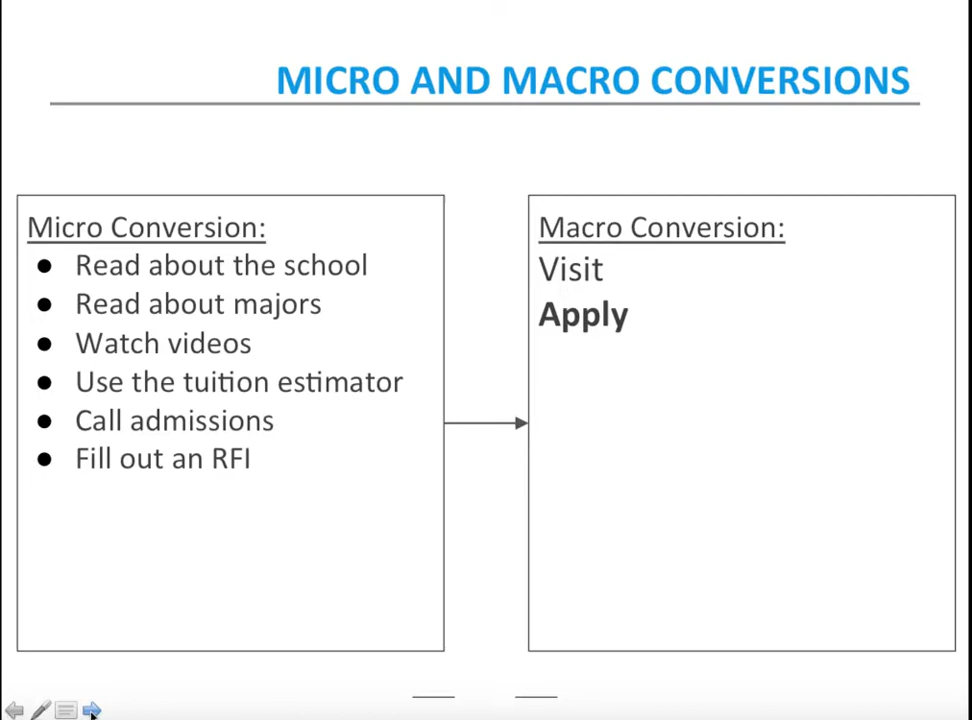 MICRO AND MACRO CONVERSIONS
Micro Conversion:
● Read about the school
● Read about majors
● Watch videos
● Use the tuition estimator
● Call admissions
● Fill out an RFI
Macro Conversion:
Visit
Apply